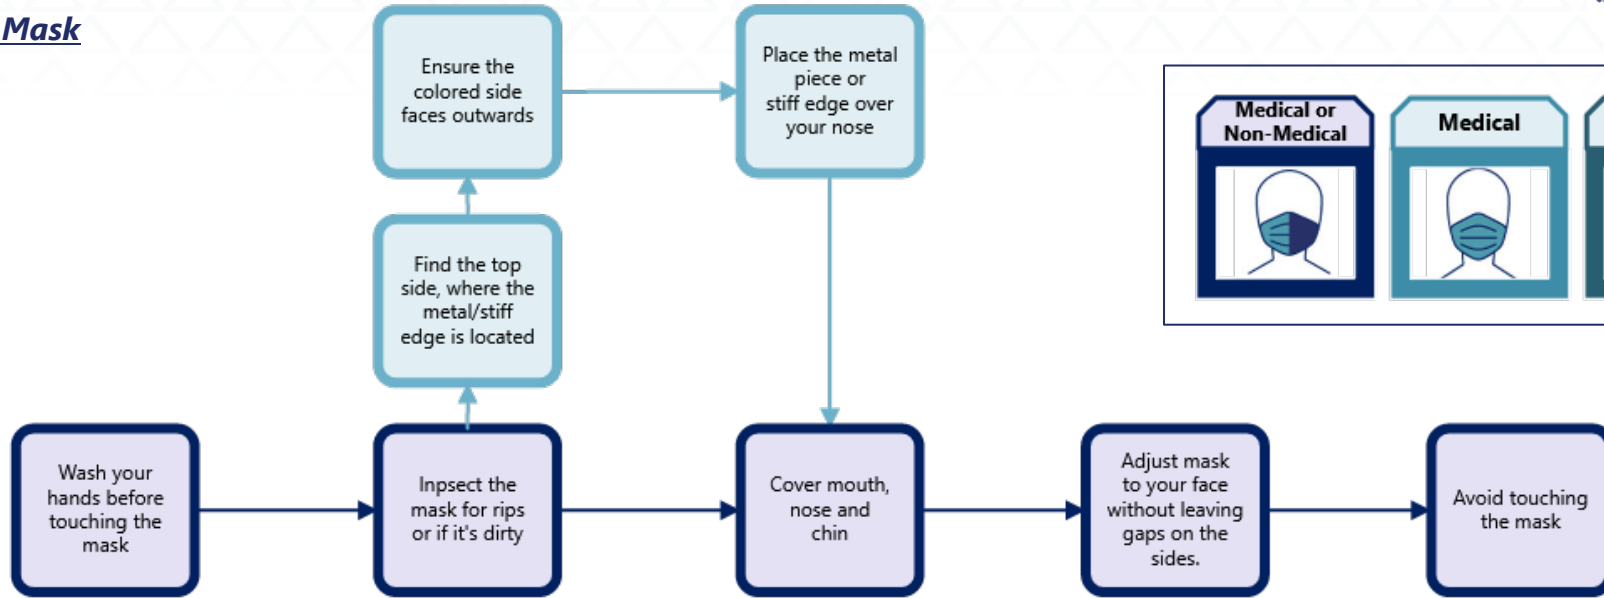 Mask
Ensure the
colored side
faces outwards
Place the metal
piece or
stiff edge over
your nose
Medical or
Non-Medical
Medical
Find the top
side, where the
metal/stiff
edge is located
Wash your
hands before
touching the
mask
Inpsect the
mask for rips
or if it's dirty
Cover mouth,
nose and
chin
Adjust mask
to your face
without leaving
gaps on the
sides.
Avoid touching
the mask